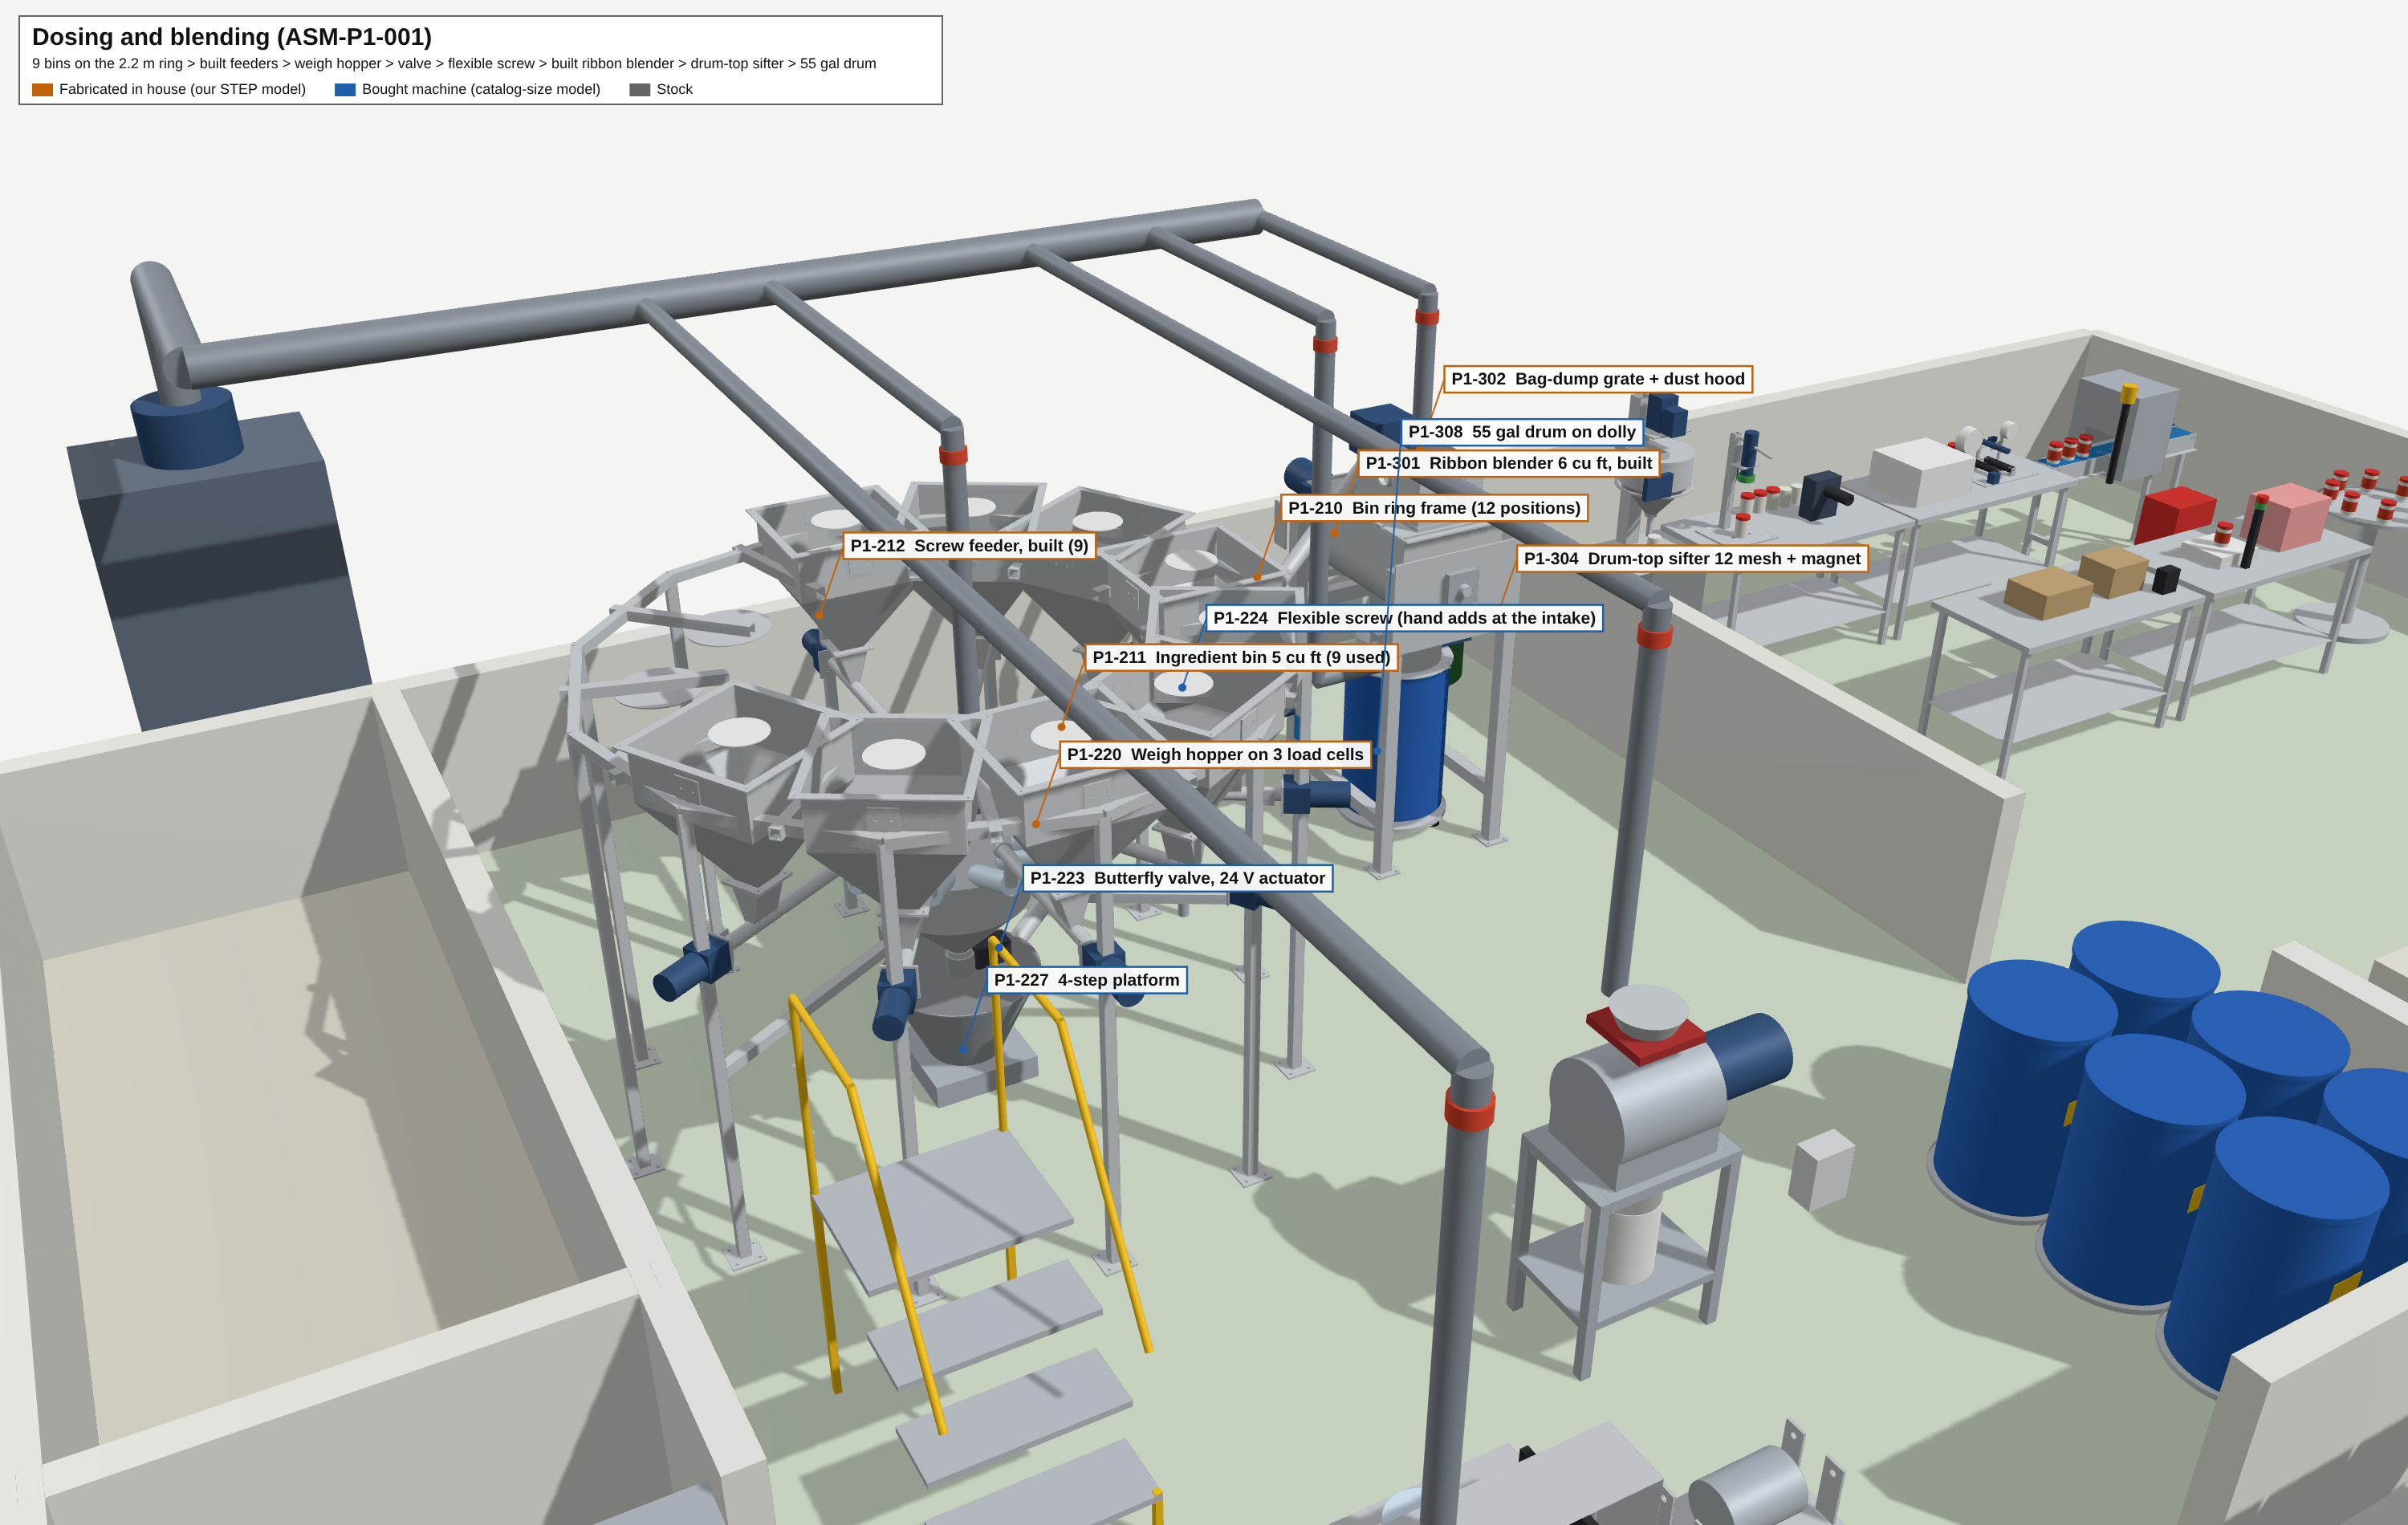 Dosing and blending (ASM-P1-001)
9 bins on the 2.2 m ring > built feeders > weigh hopper > valve > flexible screw > built ribbon blender > drum-top sifter > 55 gal drum
Fabricated in house (our STEP model) Bought machine (catalog-size model) Stock
P1-302 Bag-dump grate + dust hood
P1-308 55 gal drum on dolly
P1-301 Ribbon blender 6 cu ft, built
P1-210 Bin ring frame (12 positions)
P1-212 Screw feeder, built (9)
P1-304 Drum-top sifter 12 mesh + magnet
P1-224 Flexible screw (hand adds at the intake)
P1-211 Ingredient bin 5 cu ft (9 used)
P1-220 Weigh hopper on 3 load cells
P1-223 Butterfly valve, 24 V actuator
P1-227 4-step platform